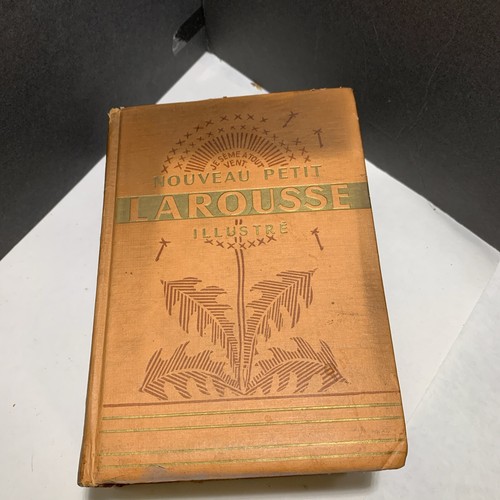 JE SÈME À TOUT
VENT.
NOUVEAU PETIT
LAROUSSE
ILLUSTRÉ